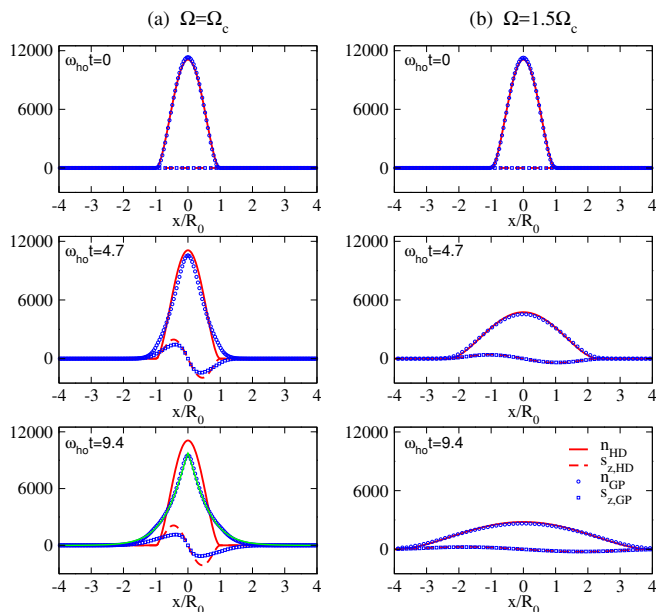 (a) Ω=Ω_c
(b) Ω=1.5Ω_c
12000
6000
0
ω_ho t=0
-4 -3 -2 -1 0 1 2 3 4
x/R_0
12000
6000
0
ω_ho t=0
-4 -3 -2 -1 0 1 2 3 4
x/R_0
12000
6000
0
ω_ho t=4.7
-4 -3 -2 -1 0 1 2 3 4
x/R_0
12000
6000
0
ω_ho t=4.7
-4 -3 -2 -1 0 1 2 3 4
x/R_0
12000
6000
0
ω_ho t=9.4
-4 -3 -2 -1 0 1 2 3 4
x/R_0
12000
6000
0
ω_ho t=9.4
n_HD
s_z,HD
n_GP
s_z,GP
-4 -3 -2 -1 0 1 2 3 4
x/R_0